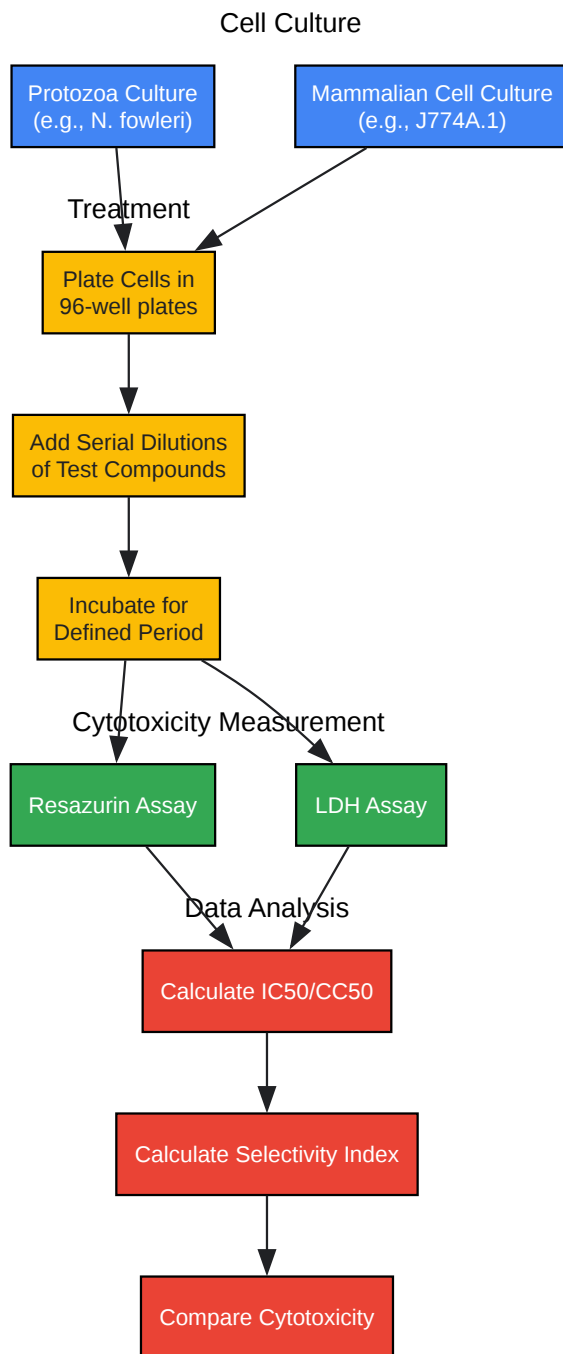 Cell Culture
Protozoa Culture
(e.g., N. fowleri)
Mammalian Cell Culture
(e.g., J774A.1)
Treatment
Plate Cells in
96-well plates
Add Serial Dilutions
of Test Compounds
Incubate for
Defined Period
Cytotoxicity Measurement
Resazurin Assay
LDH Assay
Data Analysis
Calculate IC50/CC50
Calculate Selectivity Index
Compare Cytotoxicity